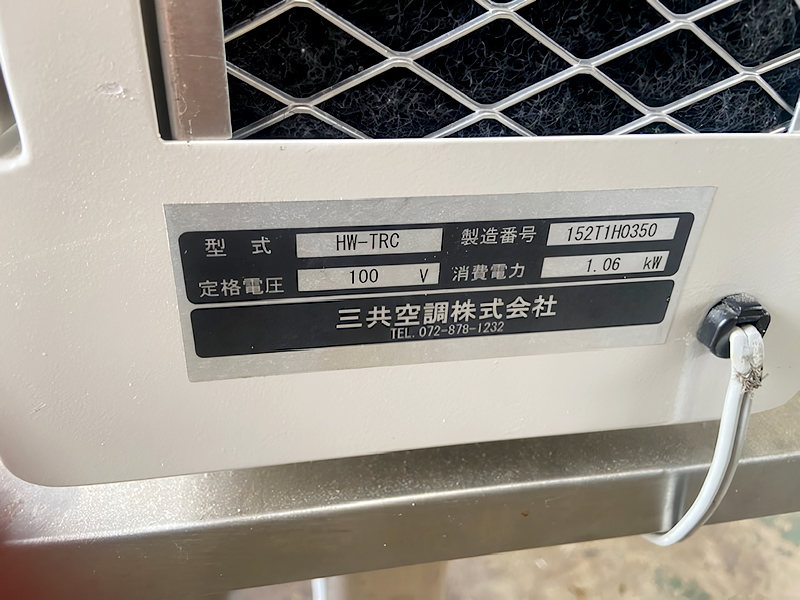 型式 HW-TRC 製造番号 152T1H0350
定格電圧 100 V 消費電力 1.06 kW
三共空調株式会社
TEL.072-878-1232